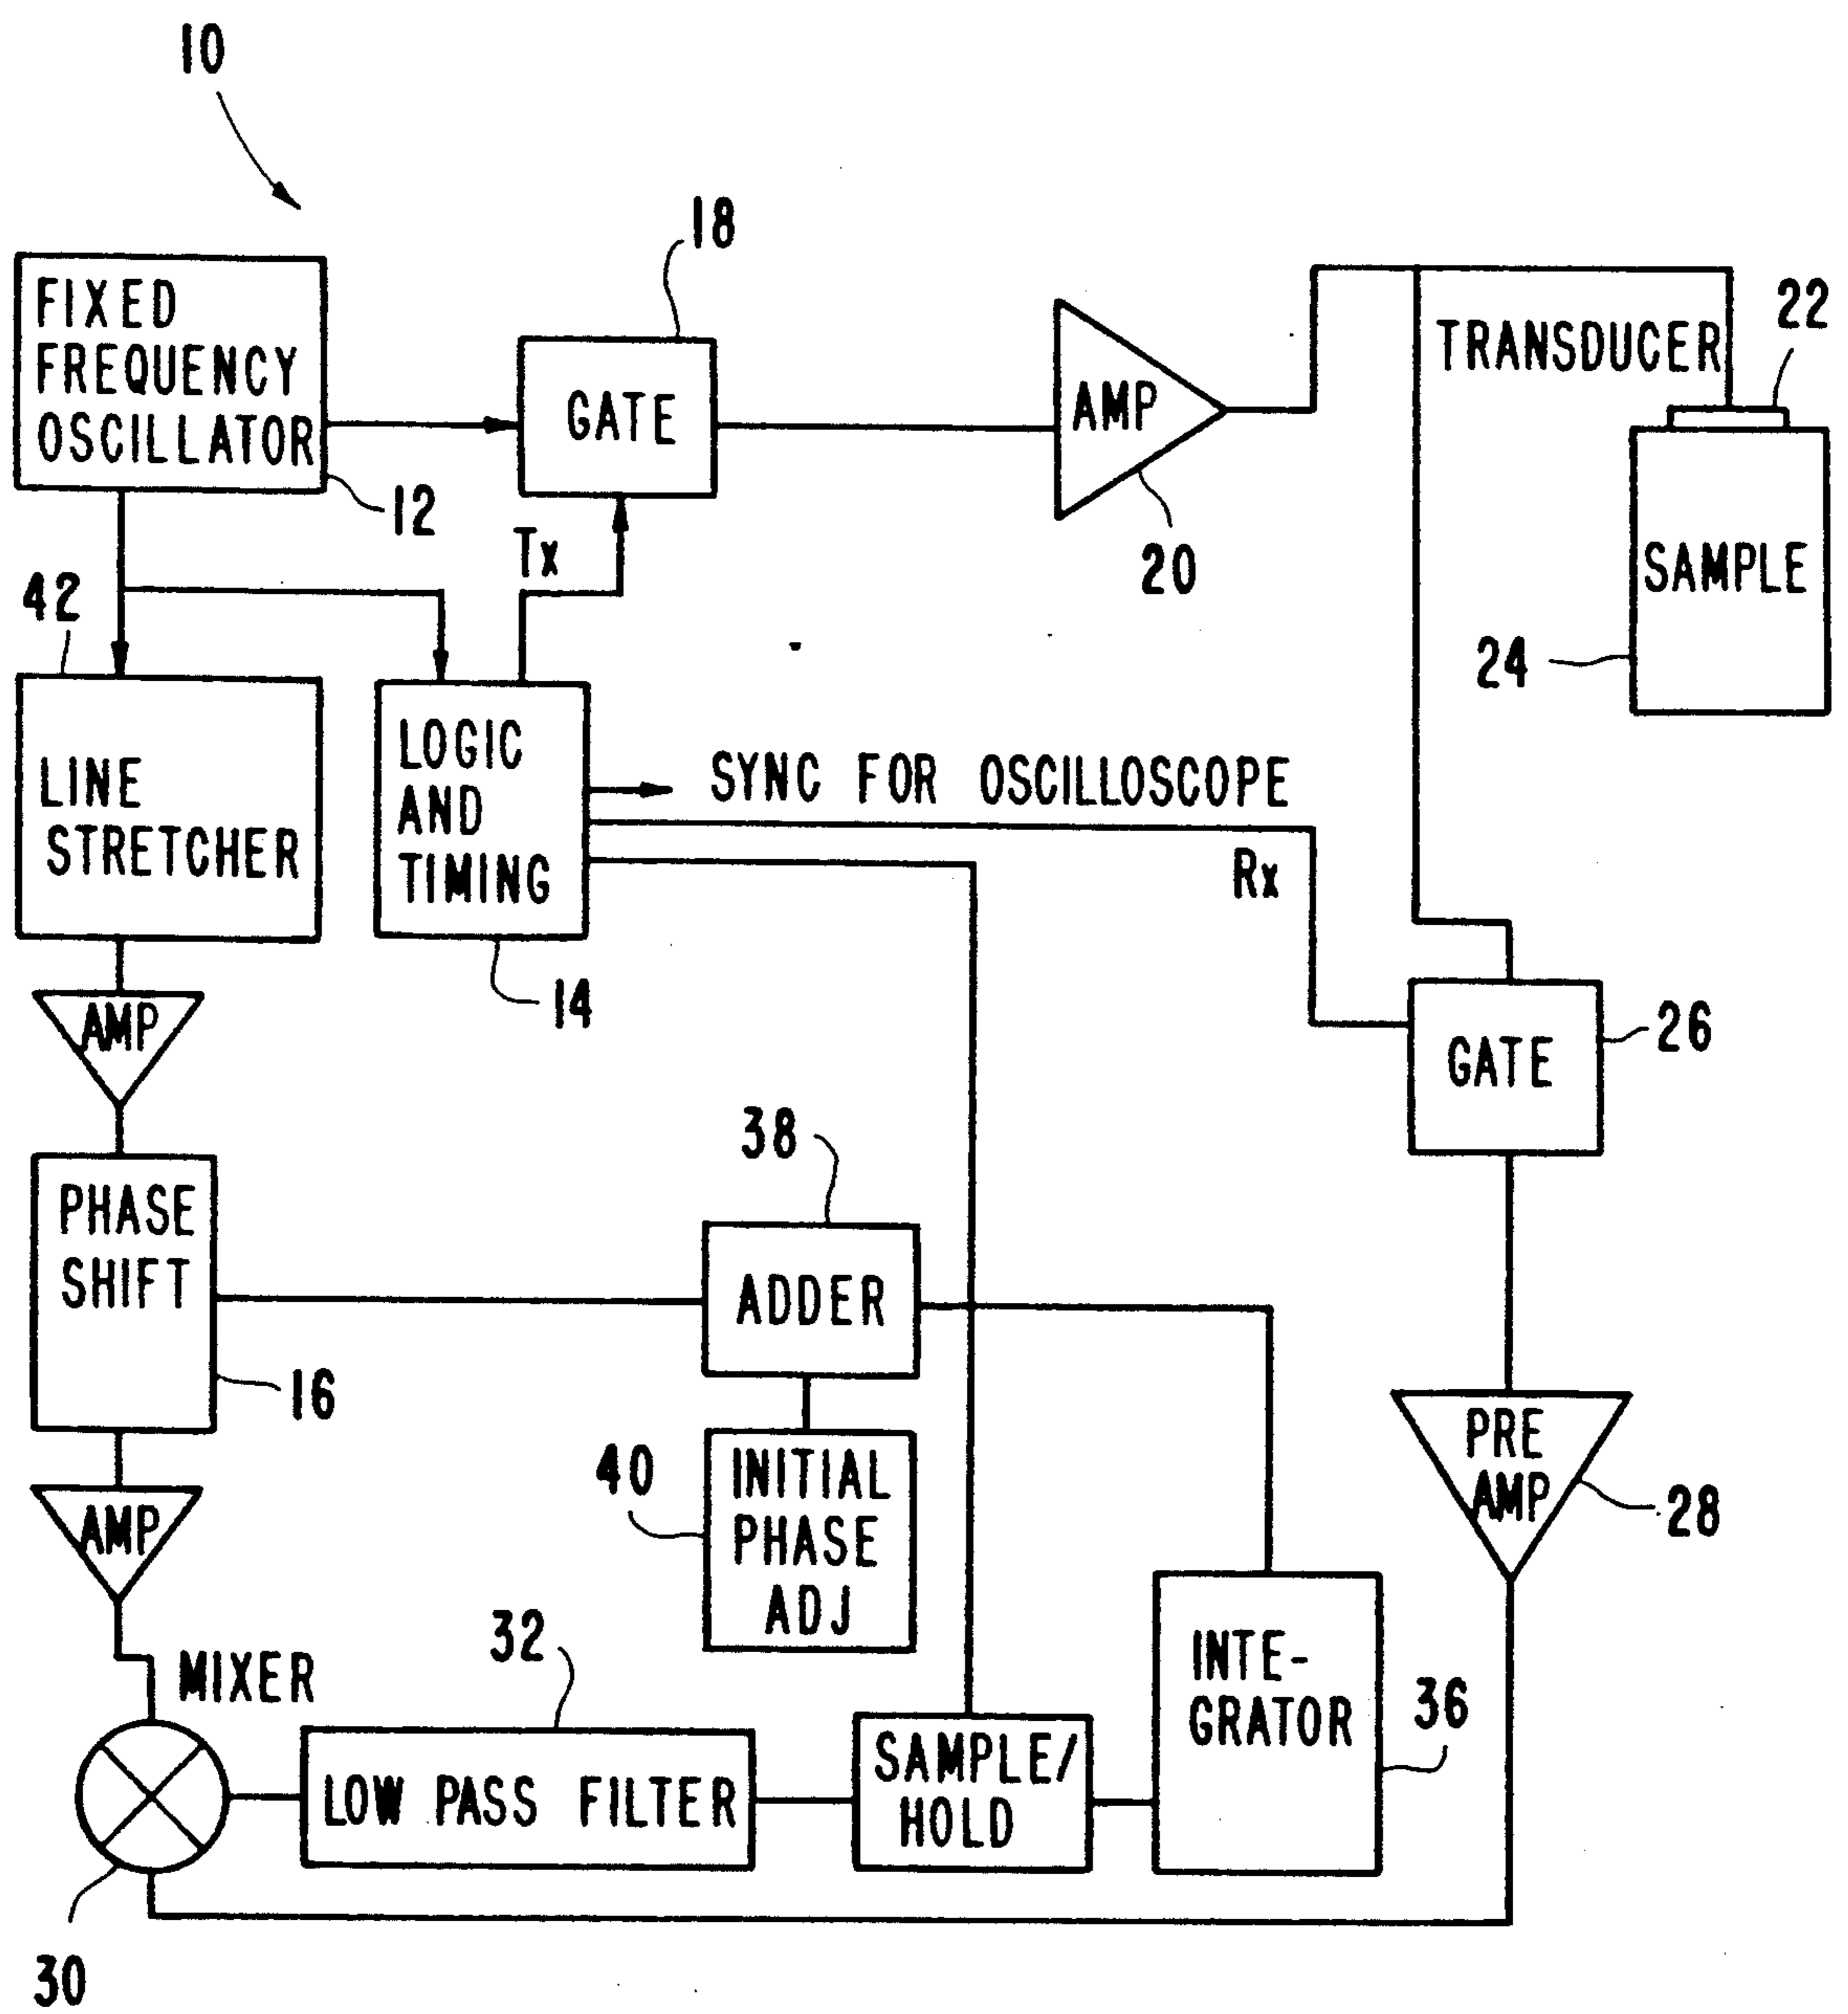 10
18
FIXED
FREQUENCY
OSCILLATOR
12
GATE
AMP
20
TRANSDUCER
22
SAMPLE
24
Tx
42
LINE
STRETCHER
LOGIC
AND
TIMING
14
SYNC FOR OSCILLOSCOPE
Rx
AMP
GATE
26
38
PHASE
SHIFT
16
ADDER
40
INITIAL
PHASE
ADJ
PRE
AMP
28
AMP
MIXER
32
30
LOW PASS FILTER
SAMPLE/
HOLD
INTE-
GRATOR
36